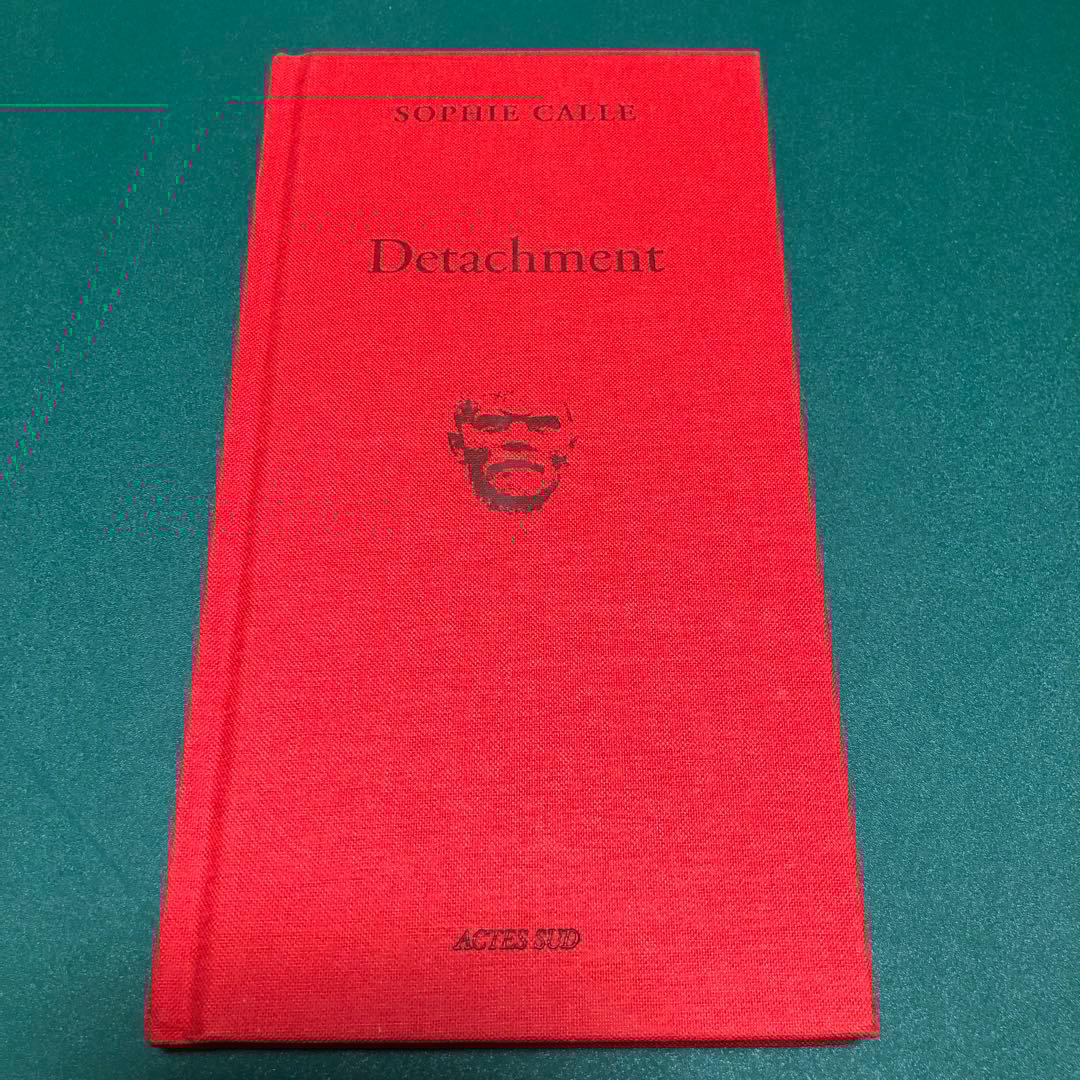 SOPHIE CALLE
Detachment
ACTES SUD